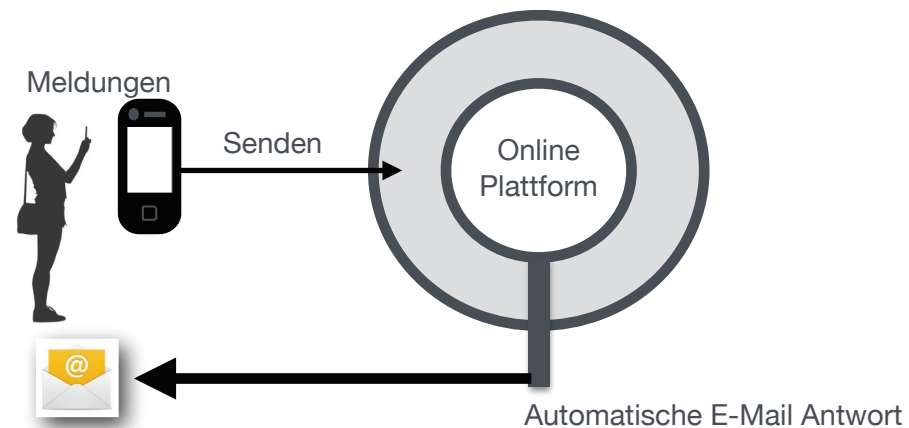 Meldungen
Senden
Online
Plattform
@
Automatische E-Mail Antwort